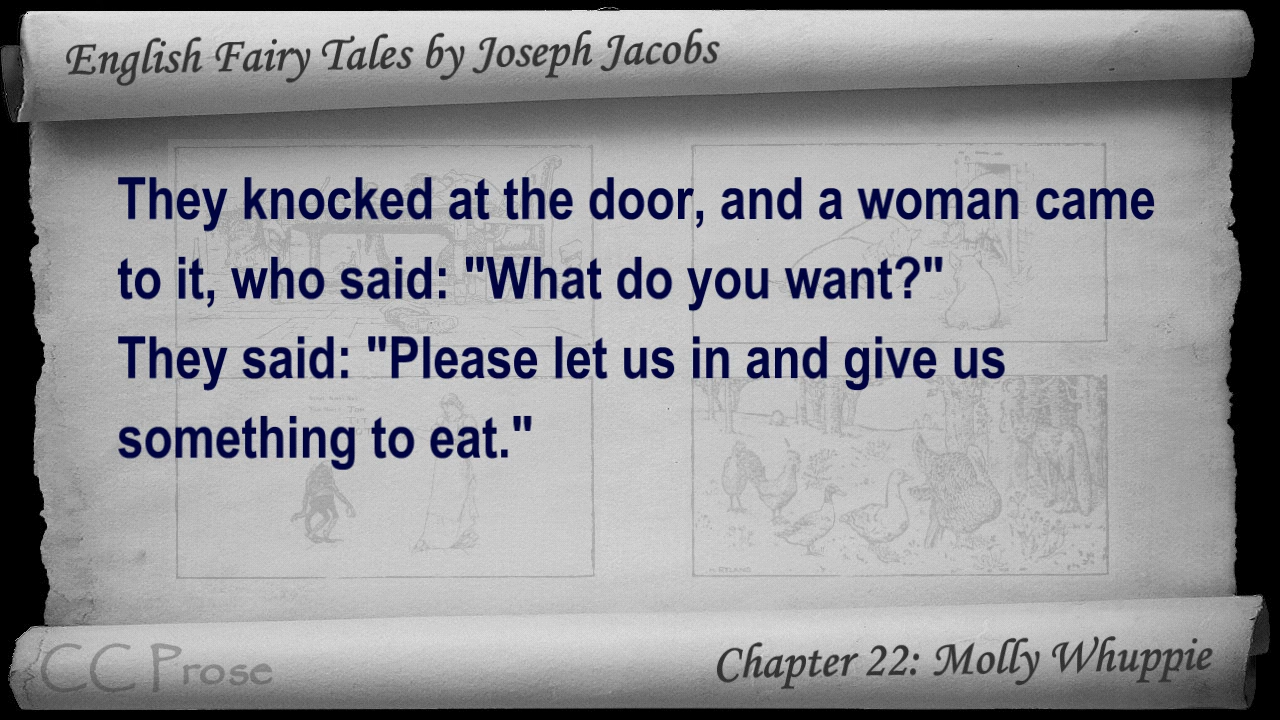 English Fairy Tales by Joseph Jacobs
They knocked at the door, and a woman came
to it, who said: "What do you want?"
They said: "Please let us in and give us
something to eat."
CC Prose
Chapter 22: Molly Whuppie